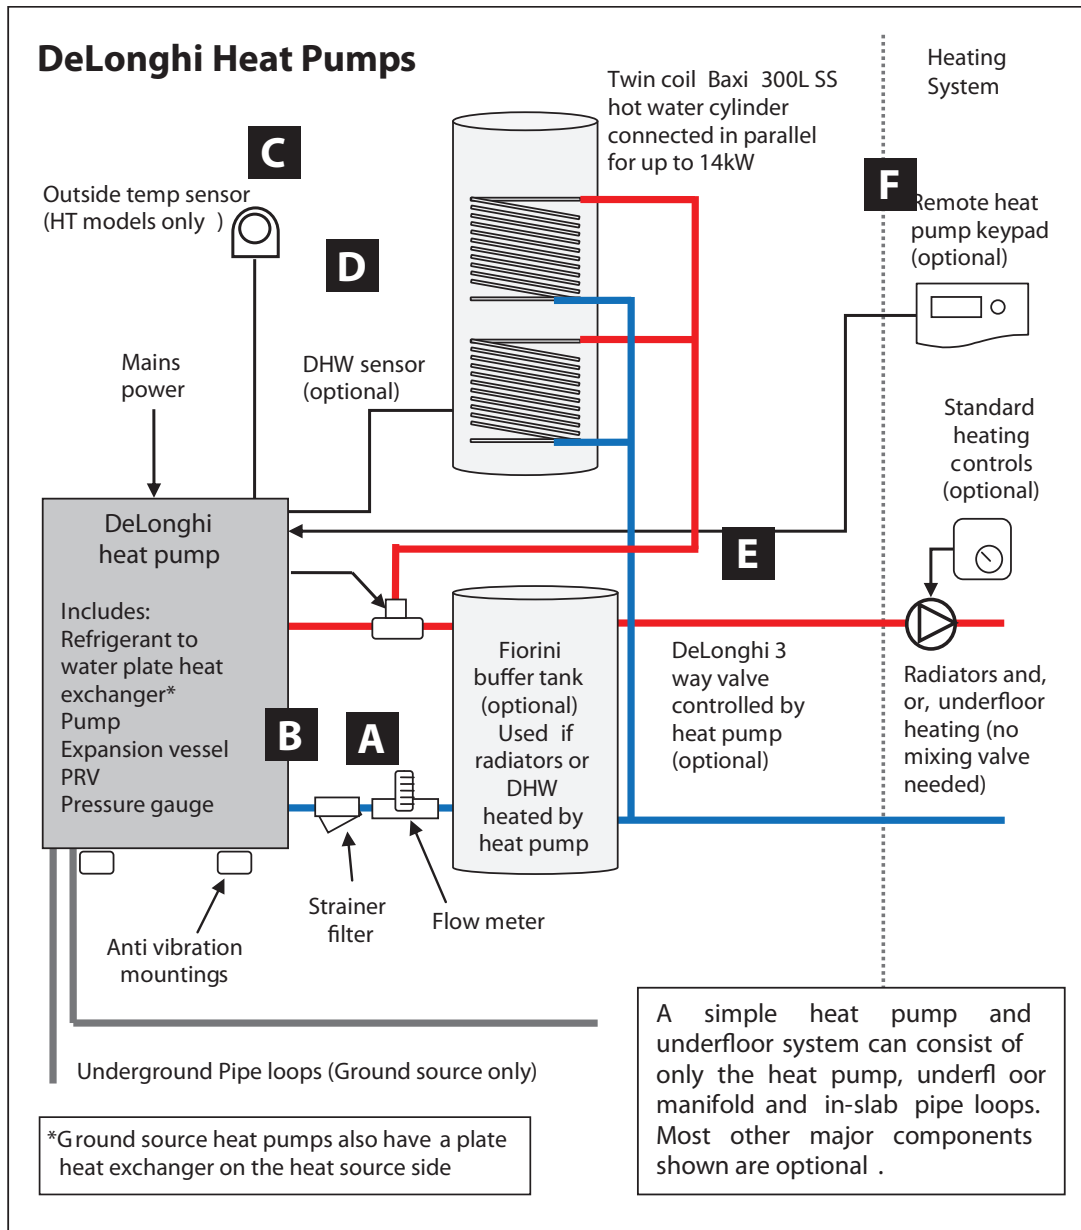 DeLonghi Heat Pumps
Heating
System
Twin coil Baxi 300L SS
hot water cylinder
connected in parallel
for up to 14kW
C
Outside temp sensor
(HT models only )
F
Remote heat
pump keypad
(optional)
D
Mains
power
DHW sensor
(optional)
Standard
heating
controls
(optional)
DeLonghi
heat pump
Includes:
Refrigerant to
water plate heat
exchanger*
Pump
Expansion vessel
PRV
Pressure gauge
E
B
A
Fiorini
buffer tank
(optional)
Used if
radiators or
DHW
heated by
heat pump
DeLonghi 3
way valve
controlled by
heat pump
(optional)
Radiators and,
or, underfloor
heating (no
mixing valve
needed)
Strainer
filter
Flow meter
Anti vibration
mountings
Underground Pipe loops (Ground source only)
*Ground source heat pumps also have a plate
heat exchanger on the heat source side
A simple heat pump and
underfloor system can consist of
only the heat pump, underfl oor
manifold and in-slab pipe loops.
Most other major components
shown are optional .